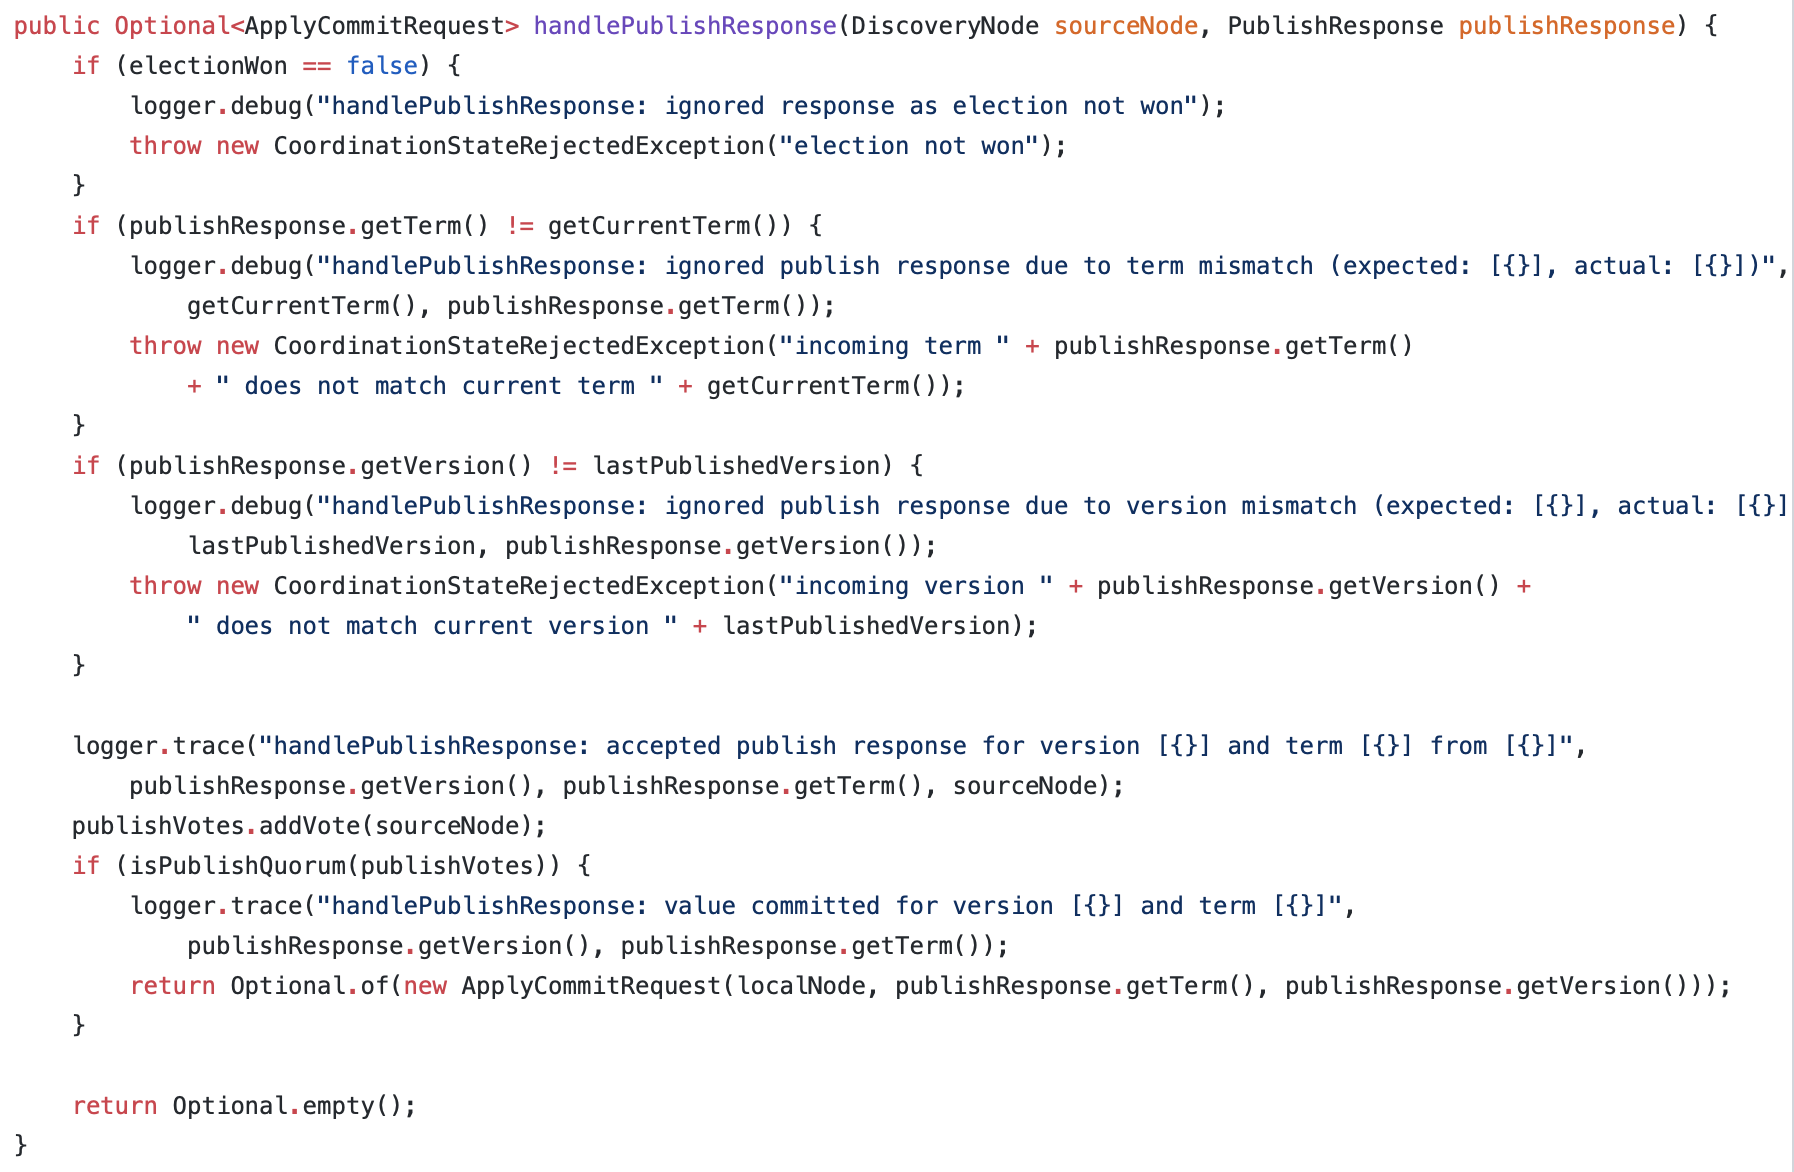 public Optional<ApplyCommitRequest> handlePublishResponse(DiscoveryNode sourceNode, PublishResponse publishResponse) {
    if (electionWon == false) {
        logger.debug("handlePublishResponse: ignored response as election not won");
        throw new CoordinationStateRejectedException("election not won");
    }
    if (publishResponse.getTerm() != getCurrentTerm()) {
        logger.debug("handlePublishResponse: ignored publish response due to term mismatch (expected: [{}], actual: [{}])",
            getCurrentTerm(), publishResponse.getTerm());
        throw new CoordinationStateRejectedException("incoming term " + publishResponse.getTerm()
            + " does not match current term " + getCurrentTerm());
    }
    if (publishResponse.getVersion() != lastPublishedVersion) {
        logger.debug("handlePublishResponse: ignored publish response due to version mismatch (expected: [{}], actual: [{}]
            lastPublishedVersion, publishResponse.getVersion());
        throw new CoordinationStateRejectedException("incoming version " + publishResponse.getVersion() +
            " does not match current version " + lastPublishedVersion);
    }

    logger.trace("handlePublishResponse: accepted publish response for version [{}] and term [{}] from [{}]",
        publishResponse.getVersion(), publishResponse.getTerm(), sourceNode);
    publishVotes.addVote(sourceNode);
    if (isPublishQuorum(publishVotes)) {
        logger.trace("handlePublishResponse: value committed for version [{}] and term [{}]",
            publishResponse.getVersion(), publishResponse.getTerm());
        return Optional.of(new ApplyCommitRequest(localNode, publishResponse.getTerm(), publishResponse.getVersion()));
    }

    return Optional.empty();
}